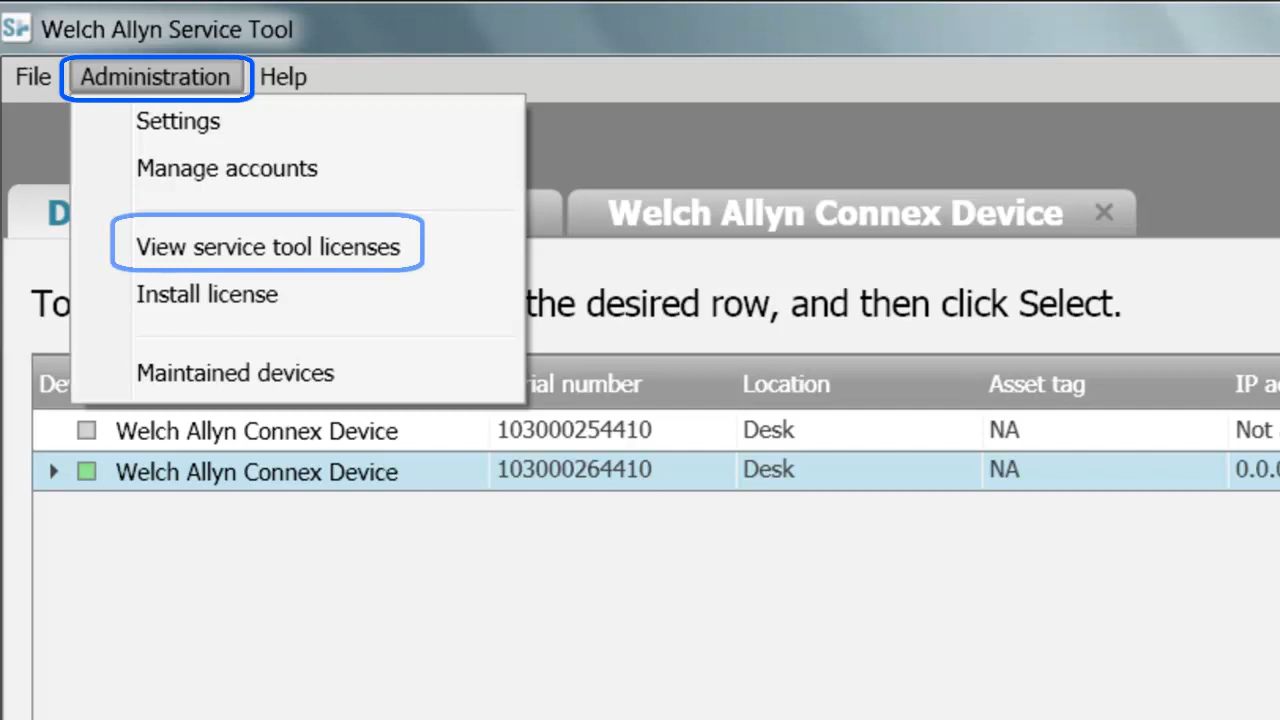 Welch Allyn Service Tool
File Administration Help
Settings
Manage accounts
View service tool licenses
Install license
Maintained devices
D
Welch Allyn Connex Device
To the desired row, and then click Select.
number Location Asset tag IP
Welch Allyn Connex Device 103000254410 Desk NA Not
Welch Allyn Connex Device 103000264410 Desk NA 0.0.